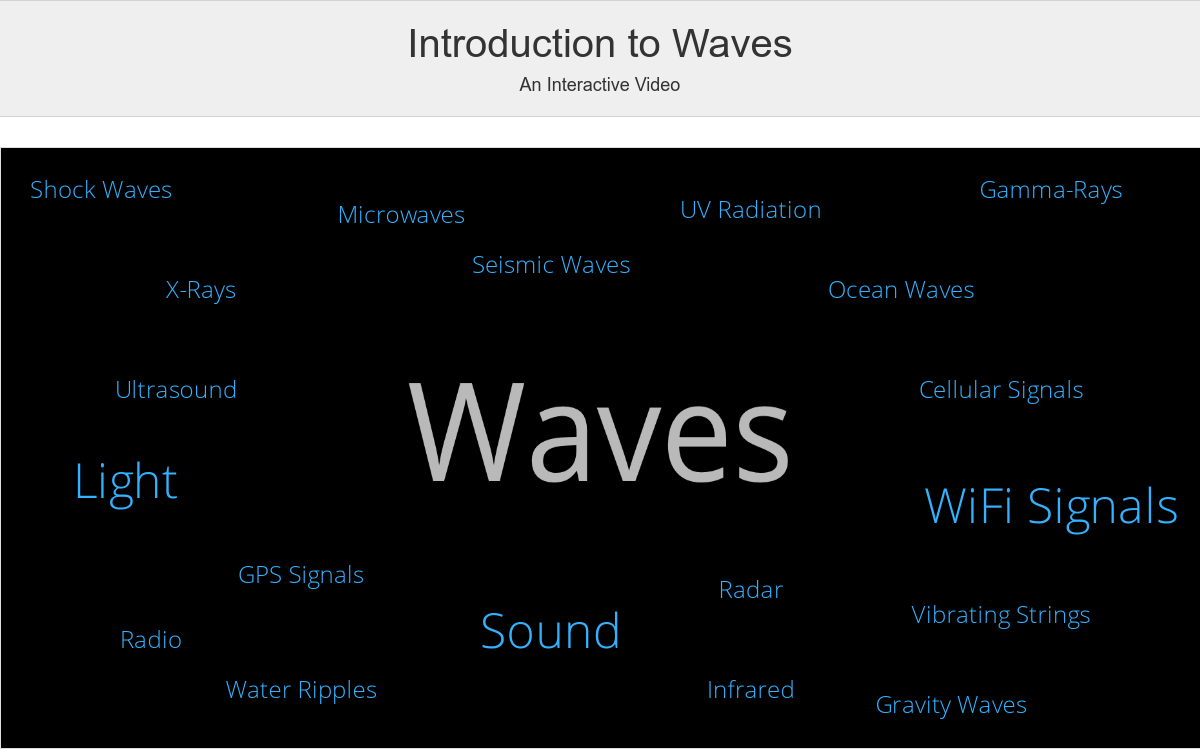 Introduction to Waves
An Interactive Video
Shock Waves
Gamma-Rays
Microwaves
UV Radiation
Seismic Waves
X-Rays
Ocean Waves
Ultrasound
Waves
Cellular Signals
Light
WiFi Signals
GPS Signals
Radar
Vibrating Strings
Sound
Radio
Water Ripples
Infrared
Gravity Waves